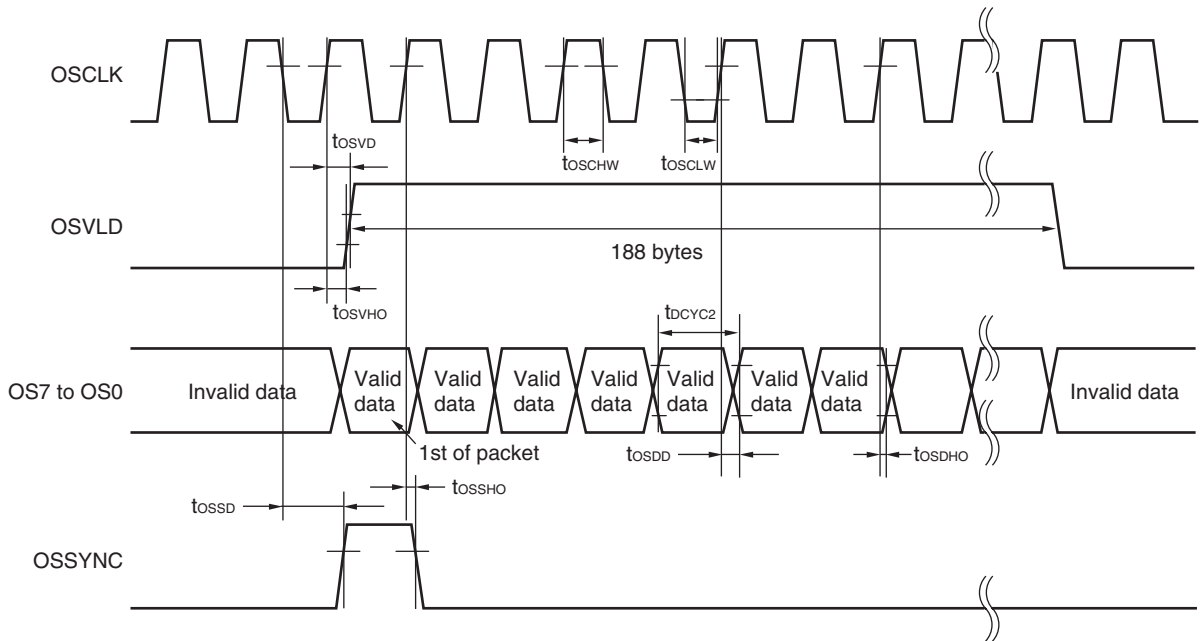 OSCLK
tOSVD
tOSCHW
tOSCLW
OSVLD
188 bytes
tOSVHO
tDCYC2
OS7 to OS0
Invalid data
Valid data
Valid data
Valid data
Valid data
Valid data
Valid data
Valid data
Invalid data
1st of packet
tOSDD
tOSDHO
tOSSHO
tOSSD
OSSYNC